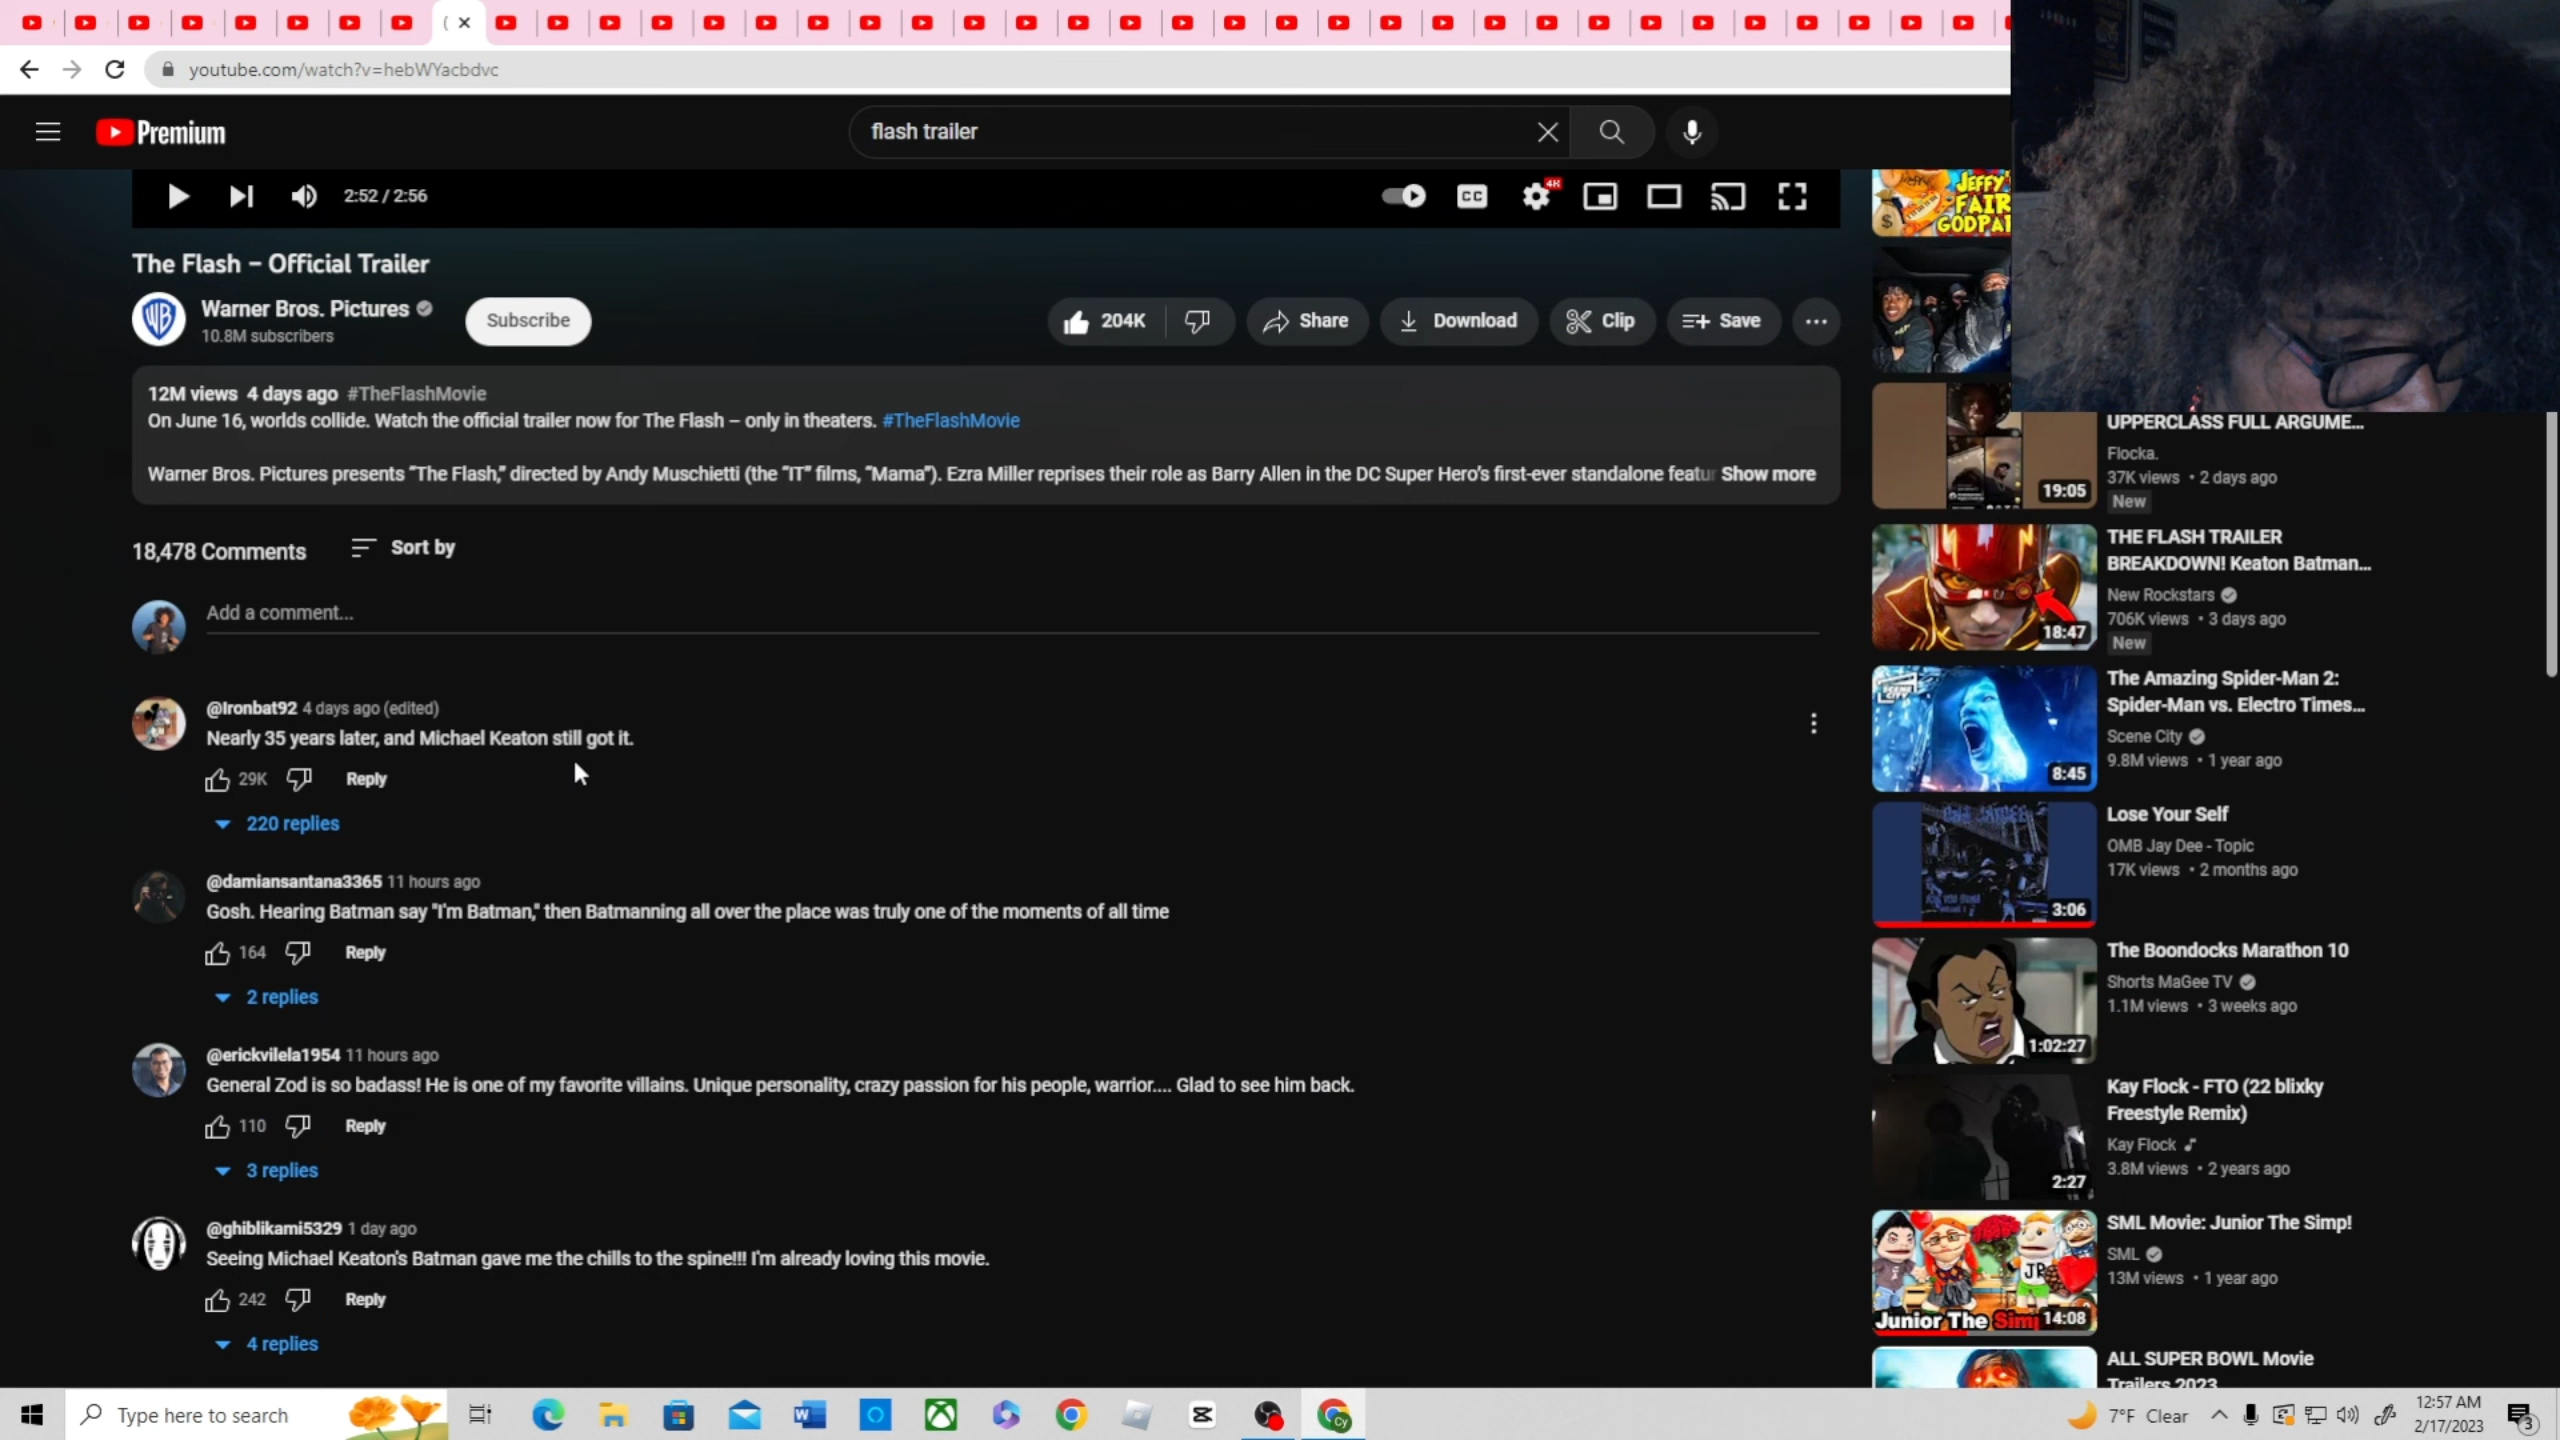 youtube.com/watch?v=hebWYacbdvc
Premium
flash trailer
2:52 / 2:56
CC
4K
The Flash – Official Trailer
Warner Bros. Pictures
10.8M subscribers
Subscribe
204K
Share
Download
Clip
Save
12M views 4 days ago #TheFlashMovie
On June 16, worlds collide. Watch the official trailer now for The Flash – only in theaters. #TheFlashMovie
Warner Bros. Pictures presents “The Flash,” directed by Andy Muschietti (the “IT” films, “Mama”). Ezra Miller reprises their role as Barry Allen in the DC Super Hero’s first-ever standalone featur Show more
18,478 Comments
Sort by
Add a comment...
@Ironbat92 4 days ago (edited)
Nearly 35 years later, and Michael Keaton still got it.
29K
Reply
220 replies
@damiansantana3365 11 hours ago
Gosh. Hearing Batman say "I'm Batman," then Batmanning all over the place was truly one of the moments of all time
164
Reply
2 replies
@erickvilela1954 11 hours ago
General Zod is so badass! He is one of my favorite villains. Unique personality, crazy passion for his people, warrior.... Glad to see him back.
110
Reply
3 replies
@ghiblikami5329 1 day ago
Seeing Michael Keaton's Batman gave me the chills to the spine!!! I'm already loving this movie.
242
Reply
4 replies
JEFFY'
FAIR
GODPA
UPPERCLASS FULL ARGUME...
Flocka.
37K views • 2 days ago
New
19:05
THE FLASH TRAILER
BREAKDOWN! Keaton Batman...
New Rockstars
706K views • 3 days ago
New
18:47
The Amazing Spider-Man 2:
Spider-Man vs. Electro Times...
Scene City
9.8M views • 1 year ago
SCENE
CITY
8:45
Lose Your Self
OMB Jay Dee - Topic
17K views • 2 months ago
3:06
The Boondocks Marathon 10
Shorts MaGee TV
1.1M views • 3 weeks ago
1:02:27
Kay Flock - FTO (22 blixky
Freestyle Remix)
Kay Flock
3.8M views • 2 years ago
2:27
SML Movie: Junior The Simp!
SML
13M views • 1 year ago
JR
Junior The Simp
14:08
ALL SUPER BOWL Movie
Trailers 2023
Type here to search
Cy
7°F Clear
12:57 AM
2/17/2023
3